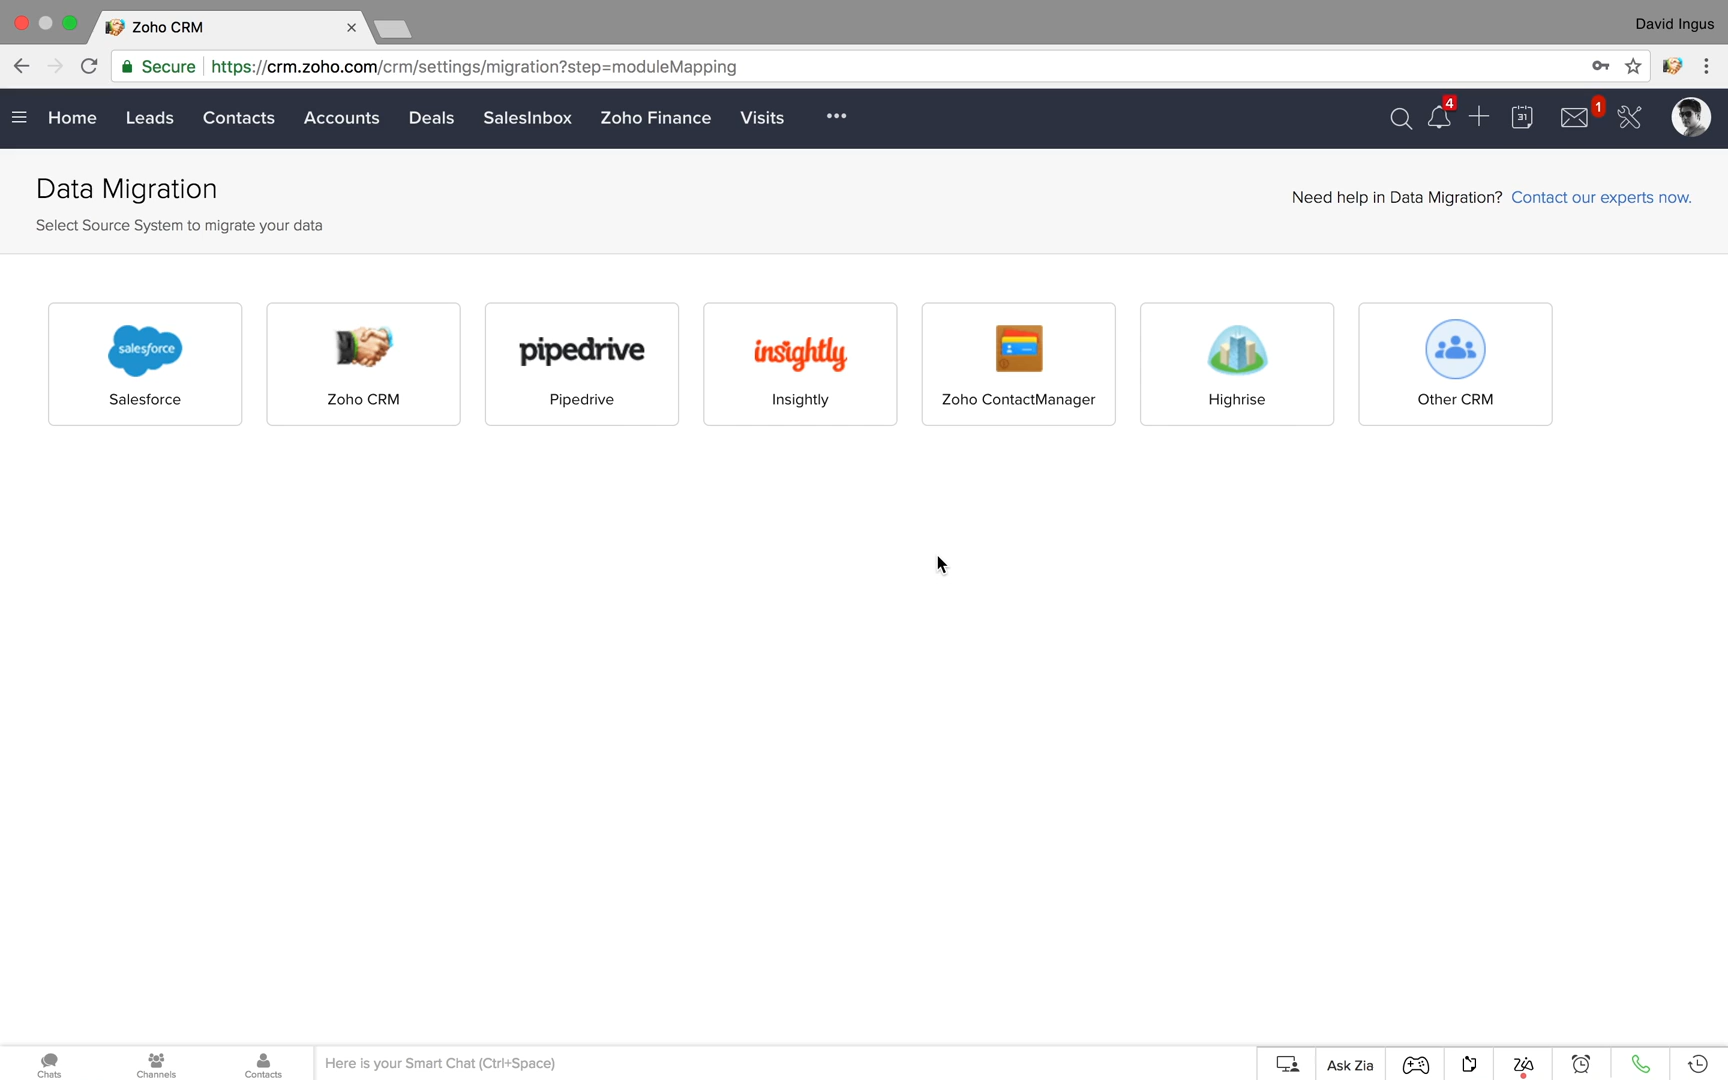 Zoho CRM
David Ingus
Secure https://crm.zoho.com/crm/settings/migration?step=moduleMapping
Home Leads Contacts Accounts Deals SalesInbox Zoho Finance Visits
4
31
1
Data Migration
Need help in Data Migration? Contact our experts now.
Select Source System to migrate your data
salesforce pipedrive insightly
Salesforce Zoho CRM Pipedrive Insightly Zoho ContactManager Highrise Other CRM
Chats Channels Contacts Here is your Smart Chat (Ctrl+Space) Ask Zia